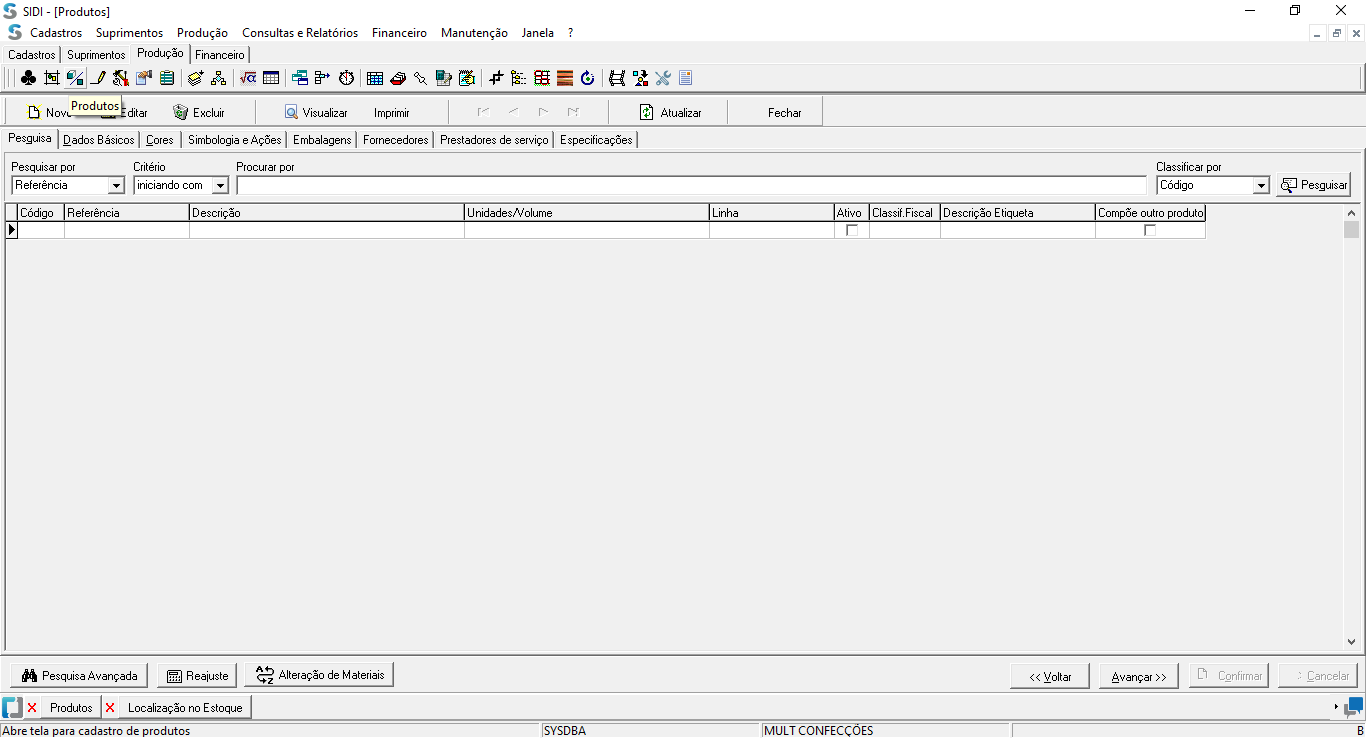 SIDI - [Produtos]
Cadastros Suprimentos Produção Consultas e Relatórios Financeiro Manutenção Janela ?
Cadastros Suprimentos Produção Financeiro
Novo Produtos Editar Excluir Visualizar Imprimir Atualizar Fechar
Pesquisa Dados Básicos Cores Simbologia e Ações Embalagens Fornecedores Prestadores de serviço Especificações
Pesquisar por Critério Procurar por Classificar por
Referência iniciando com Código Pesquisar
Código Referência Descrição Unidades/Volume Linha Ativo Classif.Fiscal Descrição Etiqueta Compõe outro produto
Pesquisa Avançada Reajuste Alteração de Materiais << Voltar Avançar >> Confirmar Cancelar
Produtos Localização no Estoque
Abre tela para cadastro de produtos SYSDBA MULT CONFECÇÕES B